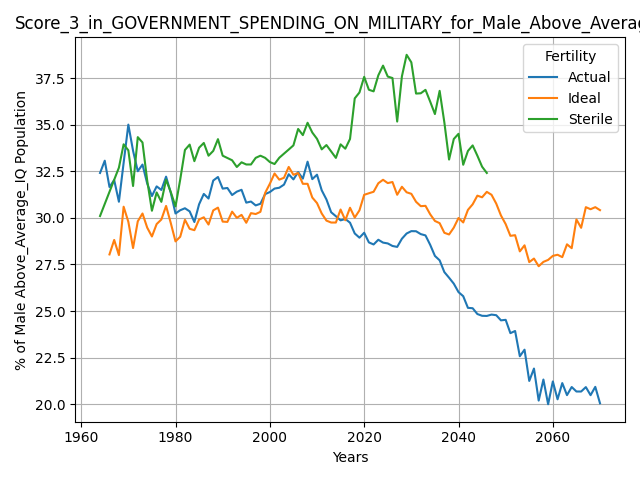 Score_3_in_GOVERNMENT_SPENDING_ON_MILITARY_for_Male_Above_Averag
% of Male Above_Average_IQ Population
37.5
35.0
32.5
30.0
27.5
25.0
22.5
20.0
Fertility
Actual
Ideal
Sterile
1960
1980
2000
2020
2040
2060
Years